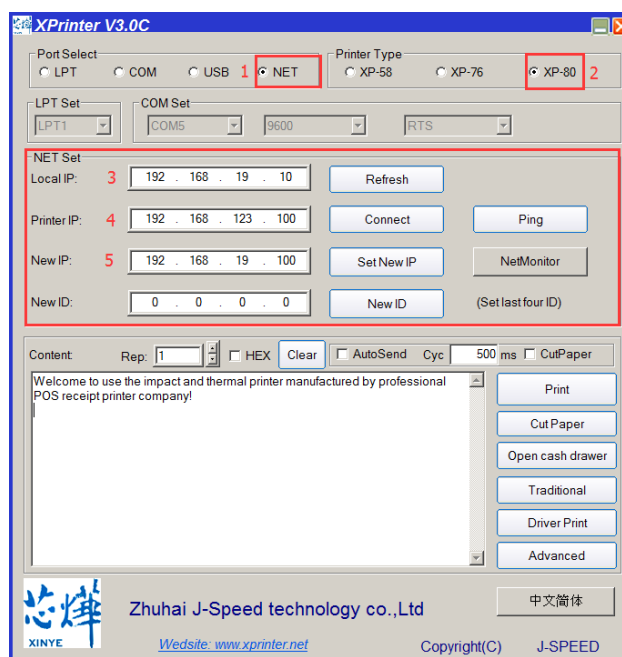 XPrinter V3.0C
Port Select
LPT COM USB 1 NET
Printer Type
XP-58 XP-76 XP-80 2
LPT Set
LPT1
COM Set
COM5 9600 RTS
NET Set
Local IP: 3 192 . 168 . 19 . 10 Refresh
Printer IP: 4 192 . 168 . 123 . 100 Connect Ping
New IP: 5 192 . 168 . 19 . 100 Set New IP NetMonitor
New ID: 0 . 0 . 0 . 0 New ID (Set last four ID)
Content: Rep: 1 HEX Clear AutoSend Cyc 500 ms CutPaper
Welcome to use the impact and thermal printer manufactured by professional
POS receipt printer company!
Print
Cut Paper
Open cash drawer
Traditional
Driver Print
Advanced
芯烨
XINYE
Zhuhai J-Speed technology co.,Ltd
中文简体
Wedsite: www.xprinter.net
Copyright(C) J-SPEED